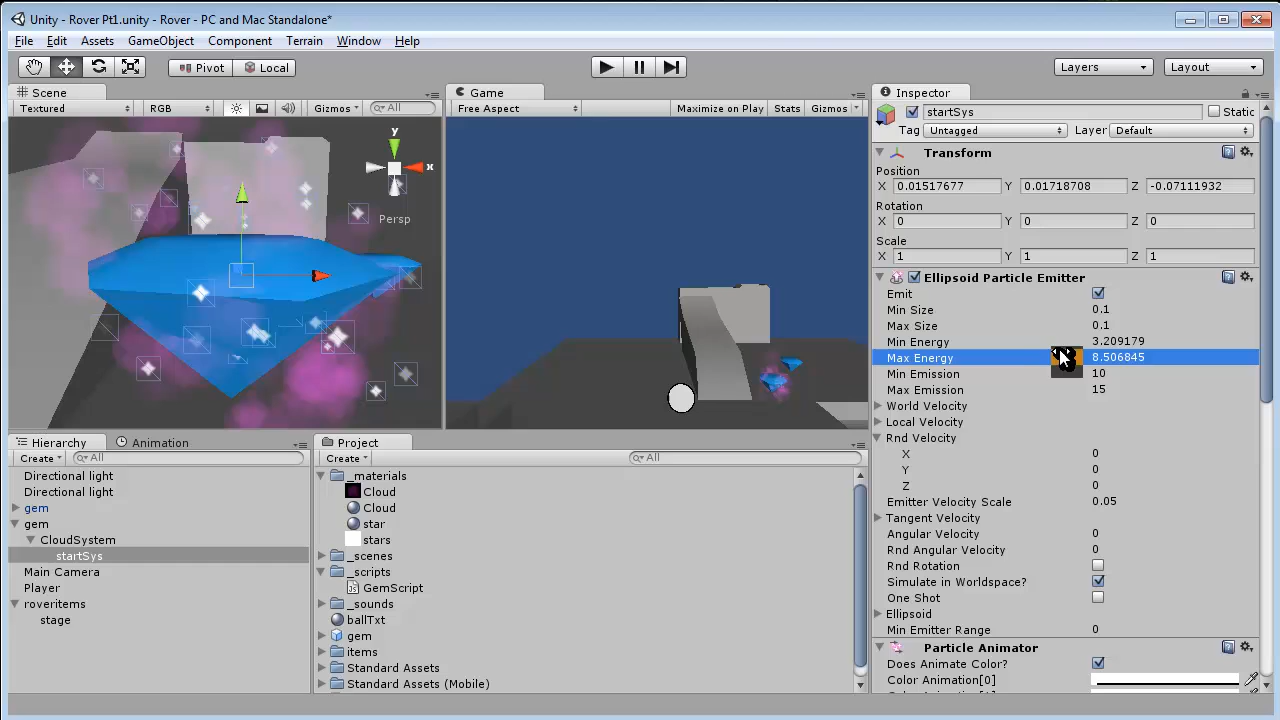 Unity - Rover Pt1.unity - Rover - PC and Mac Standalone*
File Edit Assets GameObject Component Terrain Window Help
Pivot Local Layers Layout
Scene
Textured RGB Gizmos All
y
x
Persp
Game
Free Aspect Maximize on Play Stats Gizmos
Hierarchy Animation
Create All
Directional light
Directional light
gem
gem
CloudSystem
startSys
Main Camera
Player
roveritems
stage
Project
Create All
_materials
Cloud
Cloud
star
stars
_scenes
_scripts
GemScript
_sounds
ballTxt
gem
items
Standard Assets
Standard Assets (Mobile)
Inspector
startSys Static
Tag Untagged Layer Default
Transform
Position
X 0.01517677 Y 0.01718708 Z -0.07111932
Rotation
X 0 Y 0 Z 0
Scale
X 1 Y 1 Z 1
Ellipsoid Particle Emitter
Emit
Min Size 0.1
Max Size 0.1
Min Energy 3.209179
Max Energy 8.506845
Min Emission 10
Max Emission 15
World Velocity
Local Velocity
Rnd Velocity
X 0
Y 0
Z 0
Emitter Velocity Scale 0.05
Tangent Velocity
Angular Velocity 0
Rnd Angular Velocity 0
Rnd Rotation
Simulate in Worldspace?
One Shot
Ellipsoid
Min Emitter Range 0
Particle Animator
Does Animate Color?
Color Animation[0]